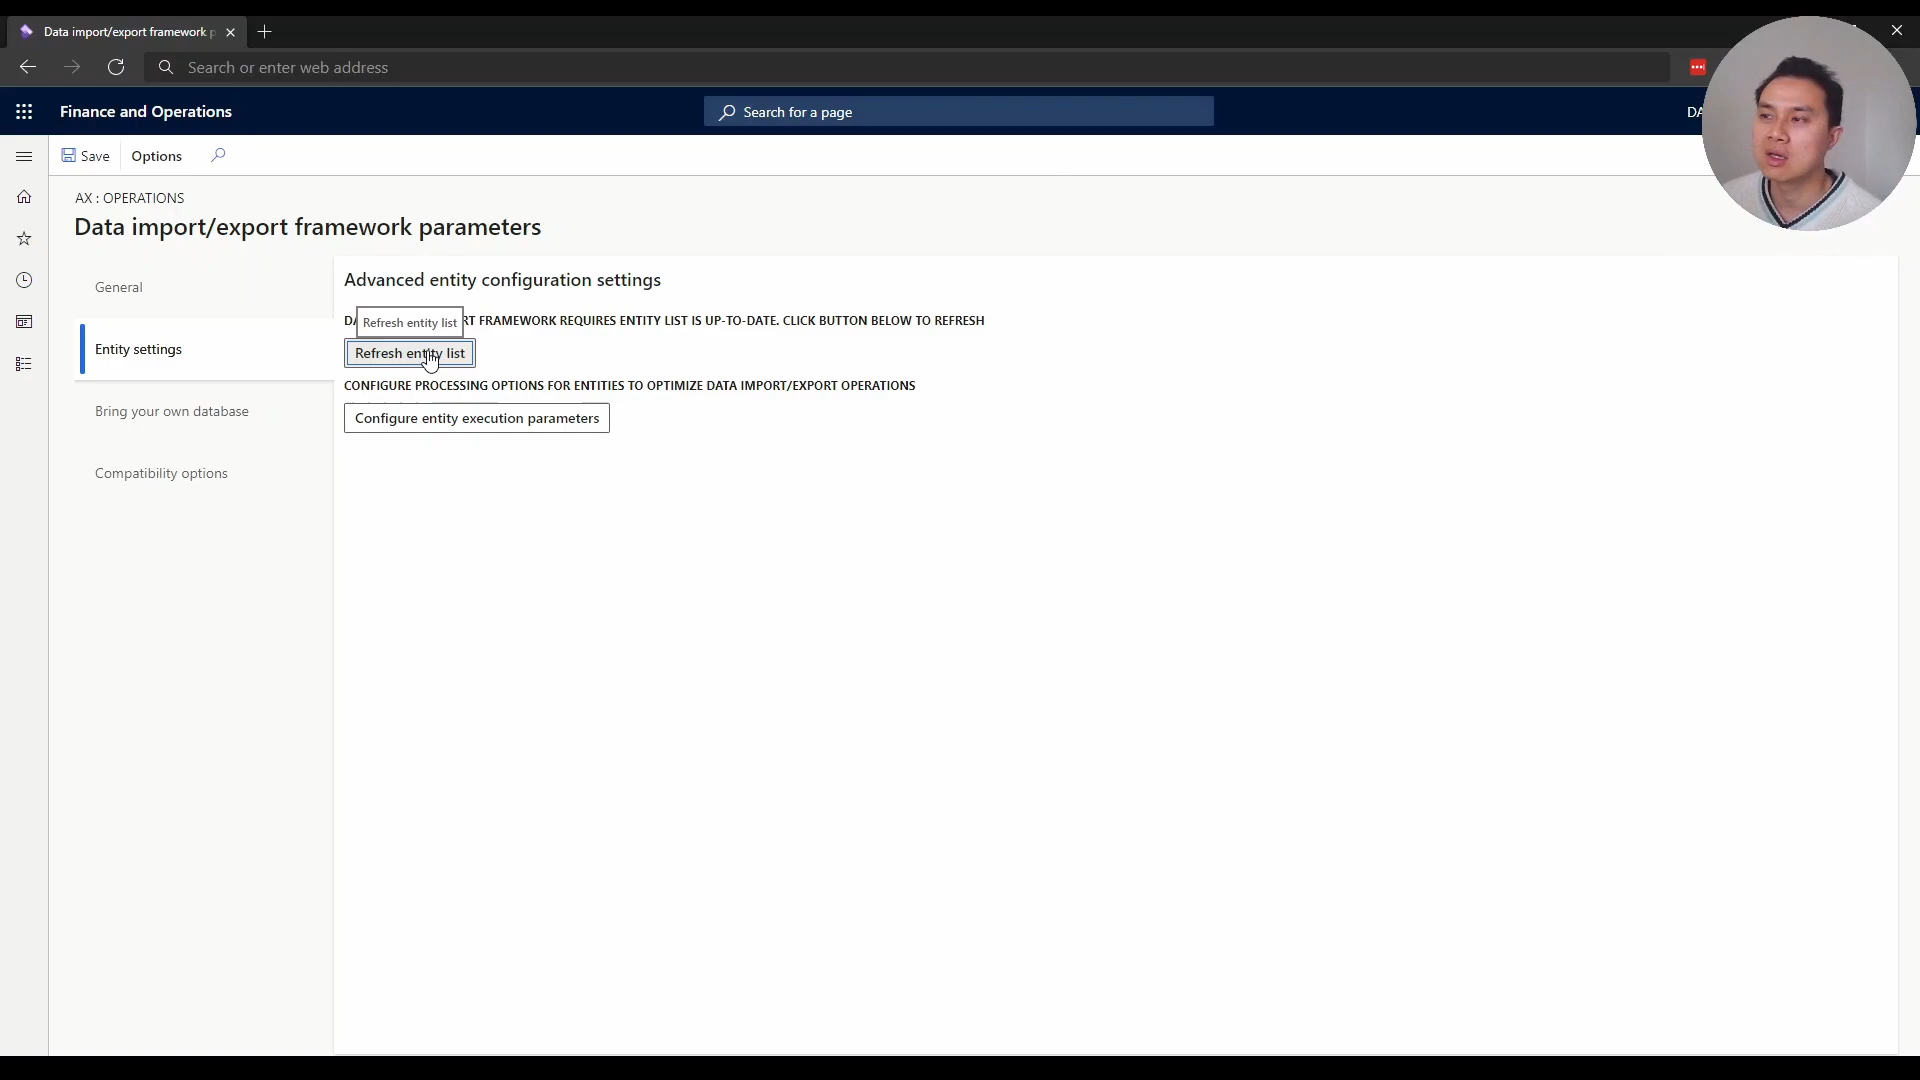 Data import/export framework p
Search or enter web address
Finance and Operations
Search for a page
DA
Save
Options
AX : OPERATIONS
Data import/export framework parameters
General
Entity settings
Bring your own database
Compatibility options
Advanced entity configuration settings
Refresh entity list
FRAMEWORK REQUIRES ENTITY LIST IS UP-TO-DATE. CLICK BUTTON BELOW TO REFRESH
Refresh entity list
CONFIGURE PROCESSING OPTIONS FOR ENTITIES TO OPTIMIZE DATA IMPORT/EXPORT OPERATIONS
Configure entity execution parameters